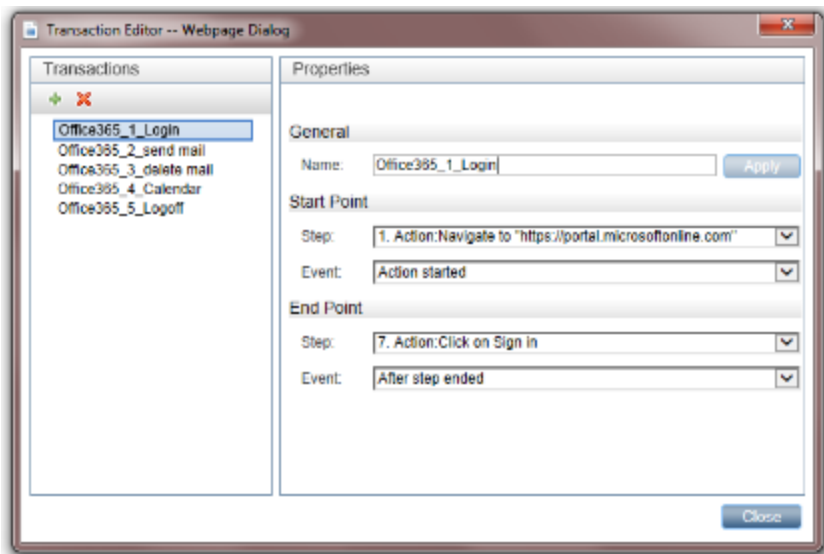 Transaction Editor -- Webpage Dialog
Transactions
Office365_1_Login
Office365_2_send mail
Office365_3_delete mail
Office365_4_Calendar
Office365_5_Logoff
Properties
General
Name: Office365_1_Login Apply
Start Point
Step: 1. Action:Navigate to "https://portal.microsoftonline.com"
Event: Action started
End Point
Step: 7. Action:Click on Sign in
Event: After step ended
Close